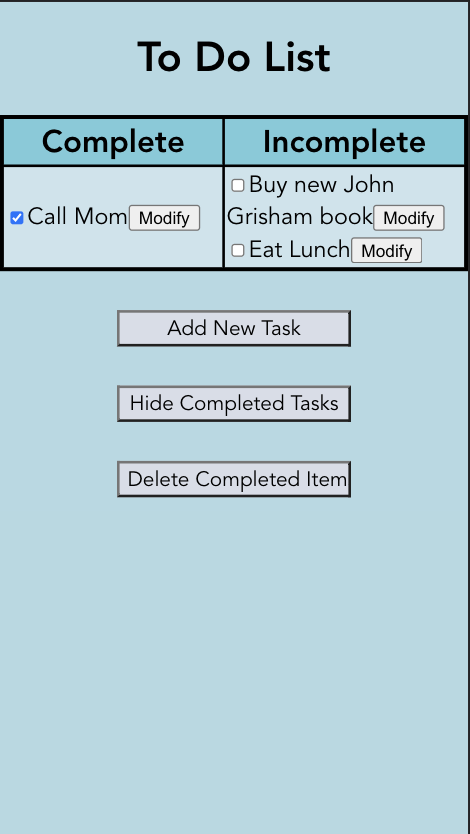 To Do List
Complete Incomplete
Call Mom Modify
Buy new John
Grisham book Modify
Eat Lunch Modify
Add New Task
Hide Completed Tasks
Delete Completed Item